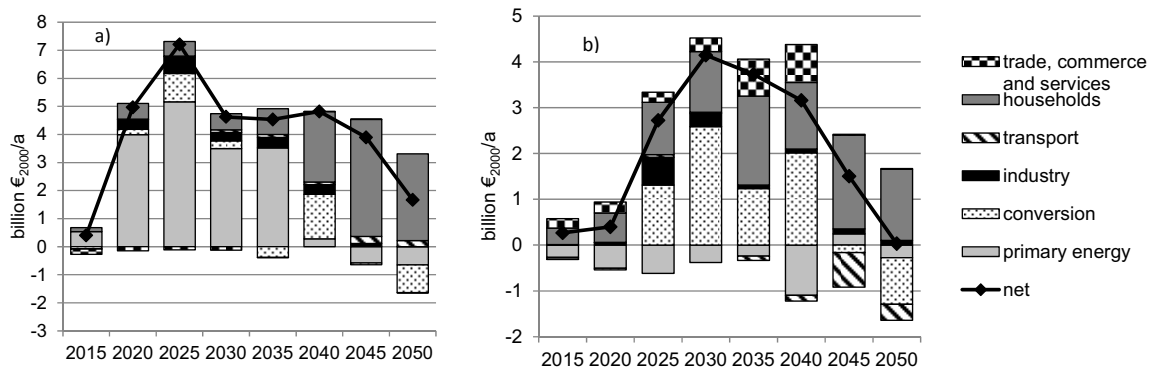 a)
billion €2000/a
8
7
6
5
4
3
2
1
0
-1
-2
-3
2015 2020 2025 2030 2035 2040 2045 2050
b)
billion €2000/a
5
4
3
2
1
0
-1
-2
2015 2020 2025 2030 2035 2040 2045 2050
trade, commerce
and services
households
transport
industry
conversion
primary energy
net